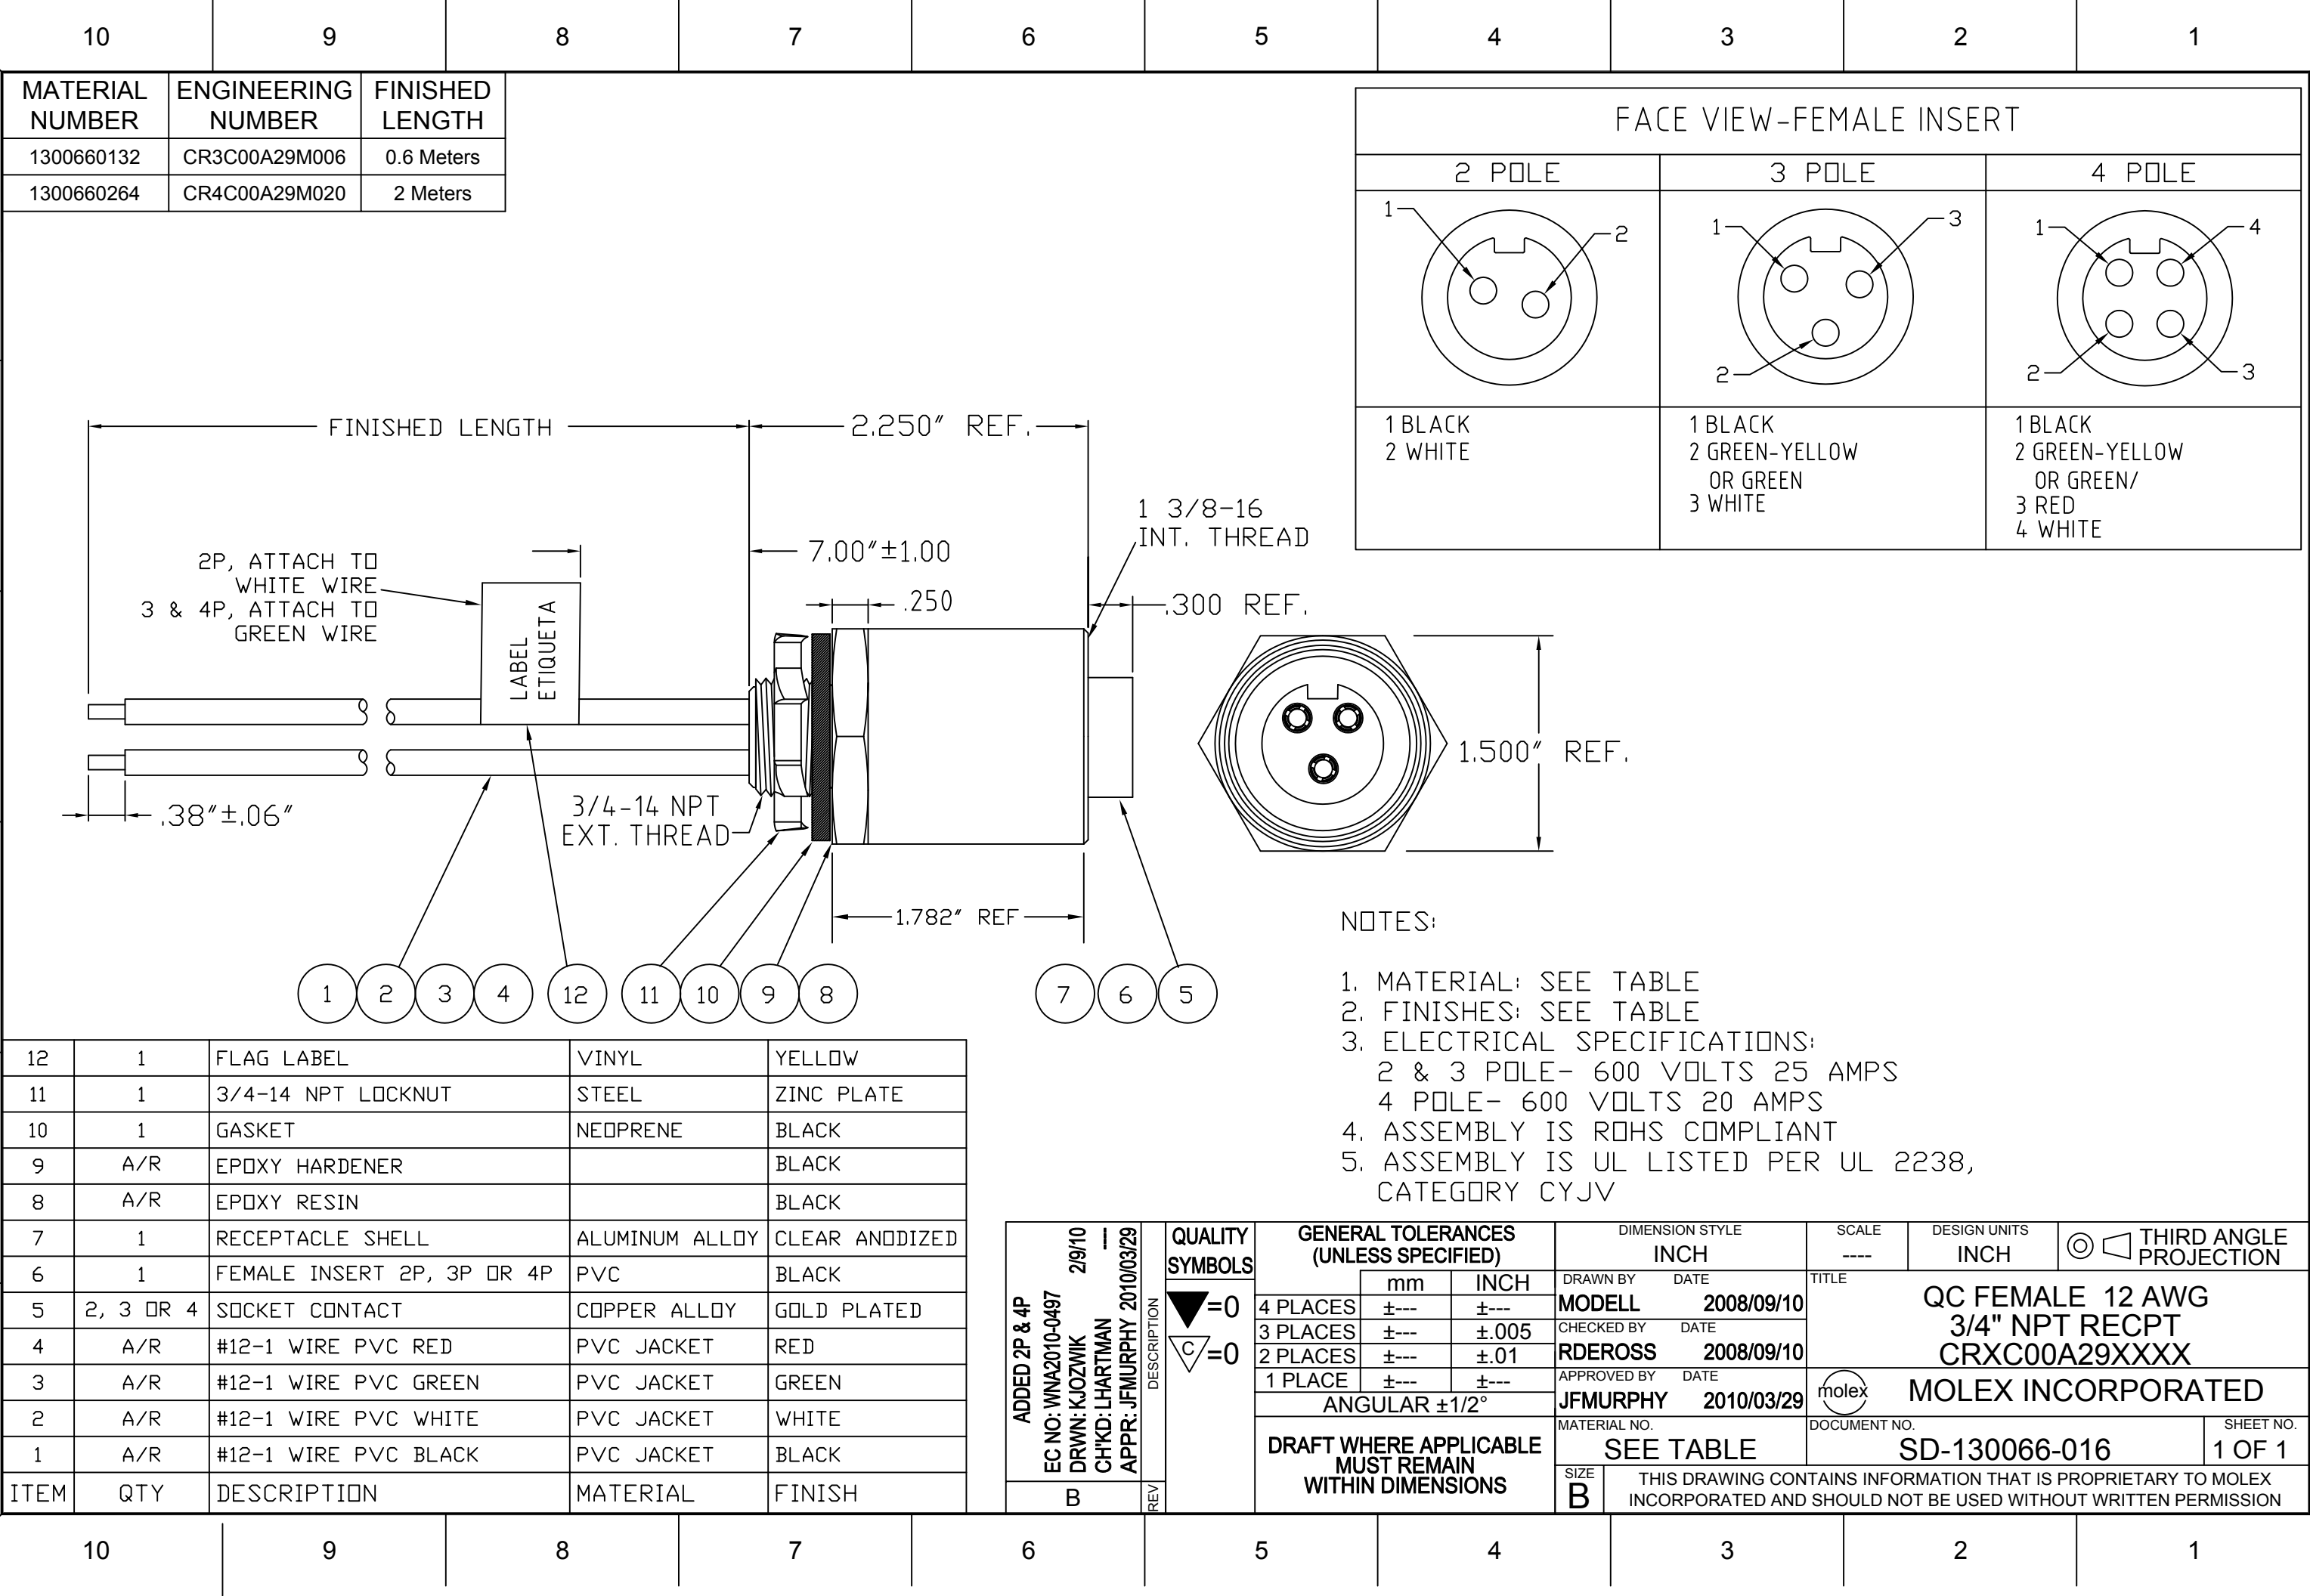 10 9 8 7 6 5 4 3 2 1
MATERIAL NUMBER ENGINEERING NUMBER FINISHED LENGTH
1300660132 CR3C00A29M006 0.6 Meters
1300660264 CR4C00A29M020 2 Meters
FACE VIEW-FEMALE INSERT
2 POLE 3 POLE 4 POLE
1 2
1 3 2
1 4 2 3
1 BLACK
2 WHITE
1 BLACK
2 GREEN-YELLOW
OR GREEN
3 WHITE
1 BLACK
2 GREEN-YELLOW
OR GREEN/
3 RED
4 WHITE
FINISHED LENGTH
2.250" REF.
1 3/8-16
INT. THREAD
7.00"±1.00
2P, ATTACH TO
WHITE WIRE
3 & 4P, ATTACH TO
GREEN WIRE
.250
.300 REF.
LABEL
ETIQUETA
1.500" REF.
.38"±.06"
3/4-14 NPT
EXT. THREAD
1.782" REF
1 2 3 4 12 11 10 9 8 7 6 5
NOTES:
1. MATERIAL: SEE TABLE
2. FINISHES: SEE TABLE
3. ELECTRICAL SPECIFICATIONS:
2 & 3 POLE- 600 VOLTS 25 AMPS
4 POLE- 600 VOLTS 20 AMPS
4. ASSEMBLY IS ROHS COMPLIANT
5. ASSEMBLY IS UL LISTED PER UL 2238,
CATEGORY CYJV
12 1 FLAG LABEL VINYL YELLOW
11 1 3/4-14 NPT LOCKNUT STEEL ZINC PLATE
10 1 GASKET NEOPRENE BLACK
9 A/R EPOXY HARDENER BLACK
8 A/R EPOXY RESIN BLACK
7 1 RECEPTACLE SHELL ALUMINUM ALLOY CLEAR ANODIZED
6 1 FEMALE INSERT 2P, 3P OR 4P PVC BLACK
5 2, 3 OR 4 SOCKET CONTACT COPPER ALLOY GOLD PLATED
4 A/R #12-1 WIRE PVC RED PVC JACKET RED
3 A/R #12-1 WIRE PVC GREEN PVC JACKET GREEN
2 A/R #12-1 WIRE PVC WHITE PVC JACKET WHITE
1 A/R #12-1 WIRE PVC BLACK PVC JACKET BLACK
ITEM QTY DESCRIPTION MATERIAL FINISH
ADDED 2P & 4P
EC NO: WNA2010-0497
DRWN: KJOZWIK 2/9/10
CH'KD: LHARTMAN ----
APPR: JFMURPHY 2010/03/29
DESCRIPTION
B
REV
QUALITY
SYMBOLS
=0
C =0
GENERAL TOLERANCES
(UNLESS SPECIFIED)
mm INCH
4 PLACES ±--- ±---
3 PLACES ±--- ±.005
2 PLACES ±--- ±.01
1 PLACE ±--- ±---
ANGULAR ±1/2°
DRAFT WHERE APPLICABLE
MUST REMAIN
WITHIN DIMENSIONS
DIMENSION STYLE
INCH
SCALE
----
DESIGN UNITS
INCH
THIRD ANGLE
PROJECTION
DRAWN BY DATE
MODELL 2008/09/10
CHECKED BY DATE
RDEROSS 2008/09/10
APPROVED BY DATE
JFMURPHY 2010/03/29
TITLE
QC FEMALE 12 AWG
3/4" NPT RECPT
CRXC00A29XXXX
molex MOLEX INCORPORATED
MATERIAL NO.
SEE TABLE
DOCUMENT NO.
SD-130066-016
SHEET NO.
1 OF 1
SIZE
B
THIS DRAWING CONTAINS INFORMATION THAT IS PROPRIETARY TO MOLEX
INCORPORATED AND SHOULD NOT BE USED WITHOUT WRITTEN PERMISSION
10 9 8 7 6 5 4 3 2 1